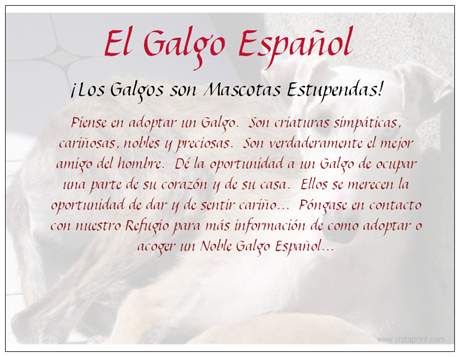 El Galgo Español
¡Los Galgos son Mascotas Estupendas!
Piense en adoptar un Galgo. Son criaturas simpáticas,
cariñosas, nobles y preciosas. Son verdaderamente el mejor
amigo del hombre. Dé la oportunidad a un Galgo de ocupar
una parte de su corazón y de su casa. Ellos se merecen la
oportunidad de dar y de sentir cariño... Póngase en contacto
con nuestro Refugio para más información de como adoptar o
acoger un Noble Galgo Español...
www.vistaprint.com